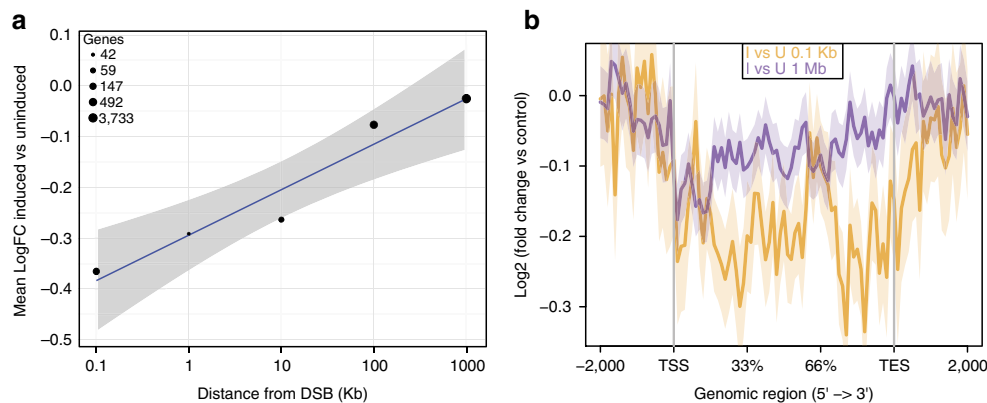 a
Mean LogFC induced vs uninduced
0.1
0.0
−0.1
−0.2
−0.3
−0.4
−0.5
Genes
42
59
147
492
3,733
0.1
1
10
100
1000
Distance from DSB (Kb)
b
Log2 (fold change vs control)
0.0
−0.1
−0.2
−0.3
I vs U 0.1 Kb
I vs U 1 Mb
−2,000
TSS
33%
66%
TES
2,000
Genomic region (5' −> 3')